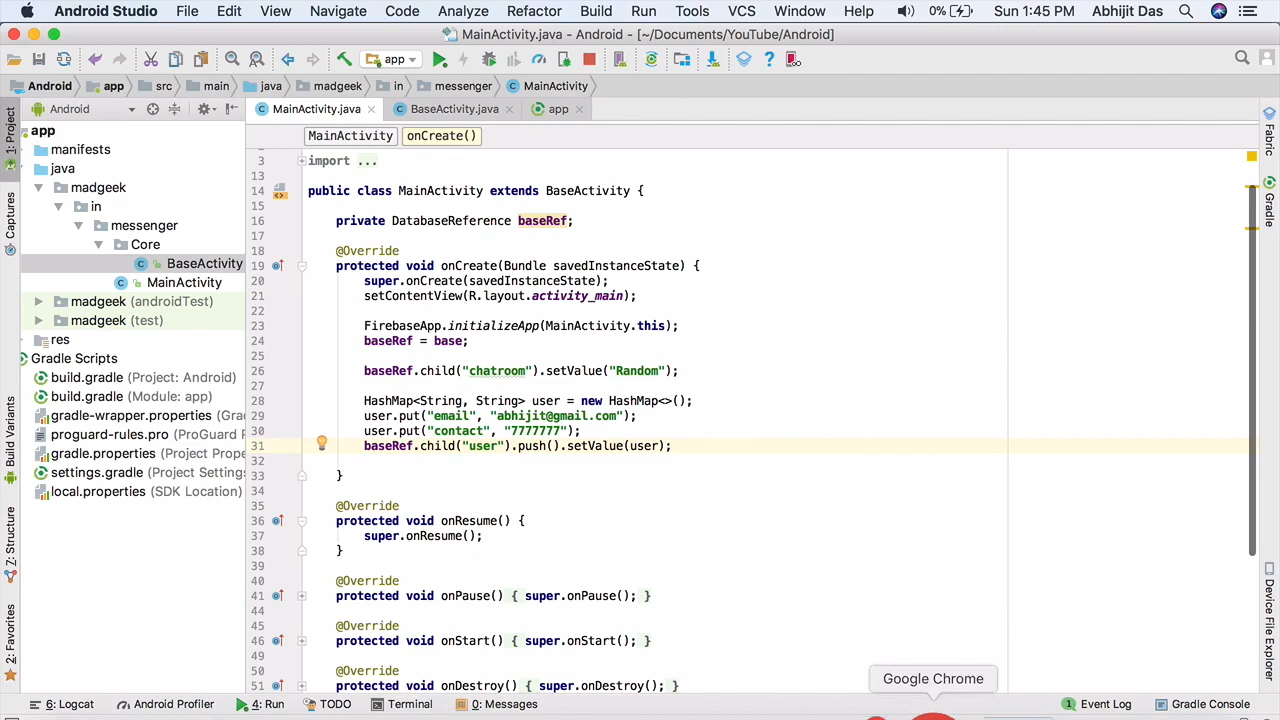 Android Studio File Edit View Navigate Code Analyze Refactor Build Run Tools VCS Window Help 0% Sun 1:45 PM Abhijit Das
MainActivity.java - Android - [~/Documents/YouTube/Android]
app
Android app src main java madgeek in messenger MainActivity
Android MainActivity.java BaseActivity.java app
MainActivity onCreate()
1: Project
Captures
Build Variants
7: Structure
2: Favorites
app
manifests
java
madgeek
in
messenger
Core
BaseActivity
MainActivity
madgeek (androidTest)
madgeek (test)
res
Gradle Scripts
build.gradle (Project: Android)
build.gradle (Module: app)
gradle-wrapper.properties (Gra
proguard-rules.pro (ProGuard R
gradle.properties (Project Prope
settings.gradle (Project Settings
local.properties (SDK Location)
3 import ...
13
14 public class MainActivity extends BaseActivity {
15
16 private DatabaseReference baseRef;
17
18 @Override
19 protected void onCreate(Bundle savedInstanceState) {
20 super.onCreate(savedInstanceState);
21 setContentView(R.layout.activity_main);
22
23 FirebaseApp.initializeApp(MainActivity.this);
24 baseRef = base;
25
26 baseRef.child("chatroom").setValue("Random");
27
28 HashMap<String, String> user = new HashMap<>();
29 user.put("email", "abhijit@gmail.com");
30 user.put("contact", "7777777");
31 baseRef.child("user").push().setValue(user);
32
33 }
34
35 @Override
36 protected void onResume() {
37 super.onResume();
38 }
39
40 @Override
41 protected void onPause() { super.onPause(); }
44
45 @Override
46 protected void onStart() { super.onStart(); }
49
50 @Override
51 protected void onDestroy() { super.onDestroy(); }
Fabric
Gradle
Device File Explorer
Google Chrome
6: Logcat Android Profiler 4: Run TODO Terminal 0: Messages Event Log Gradle Console